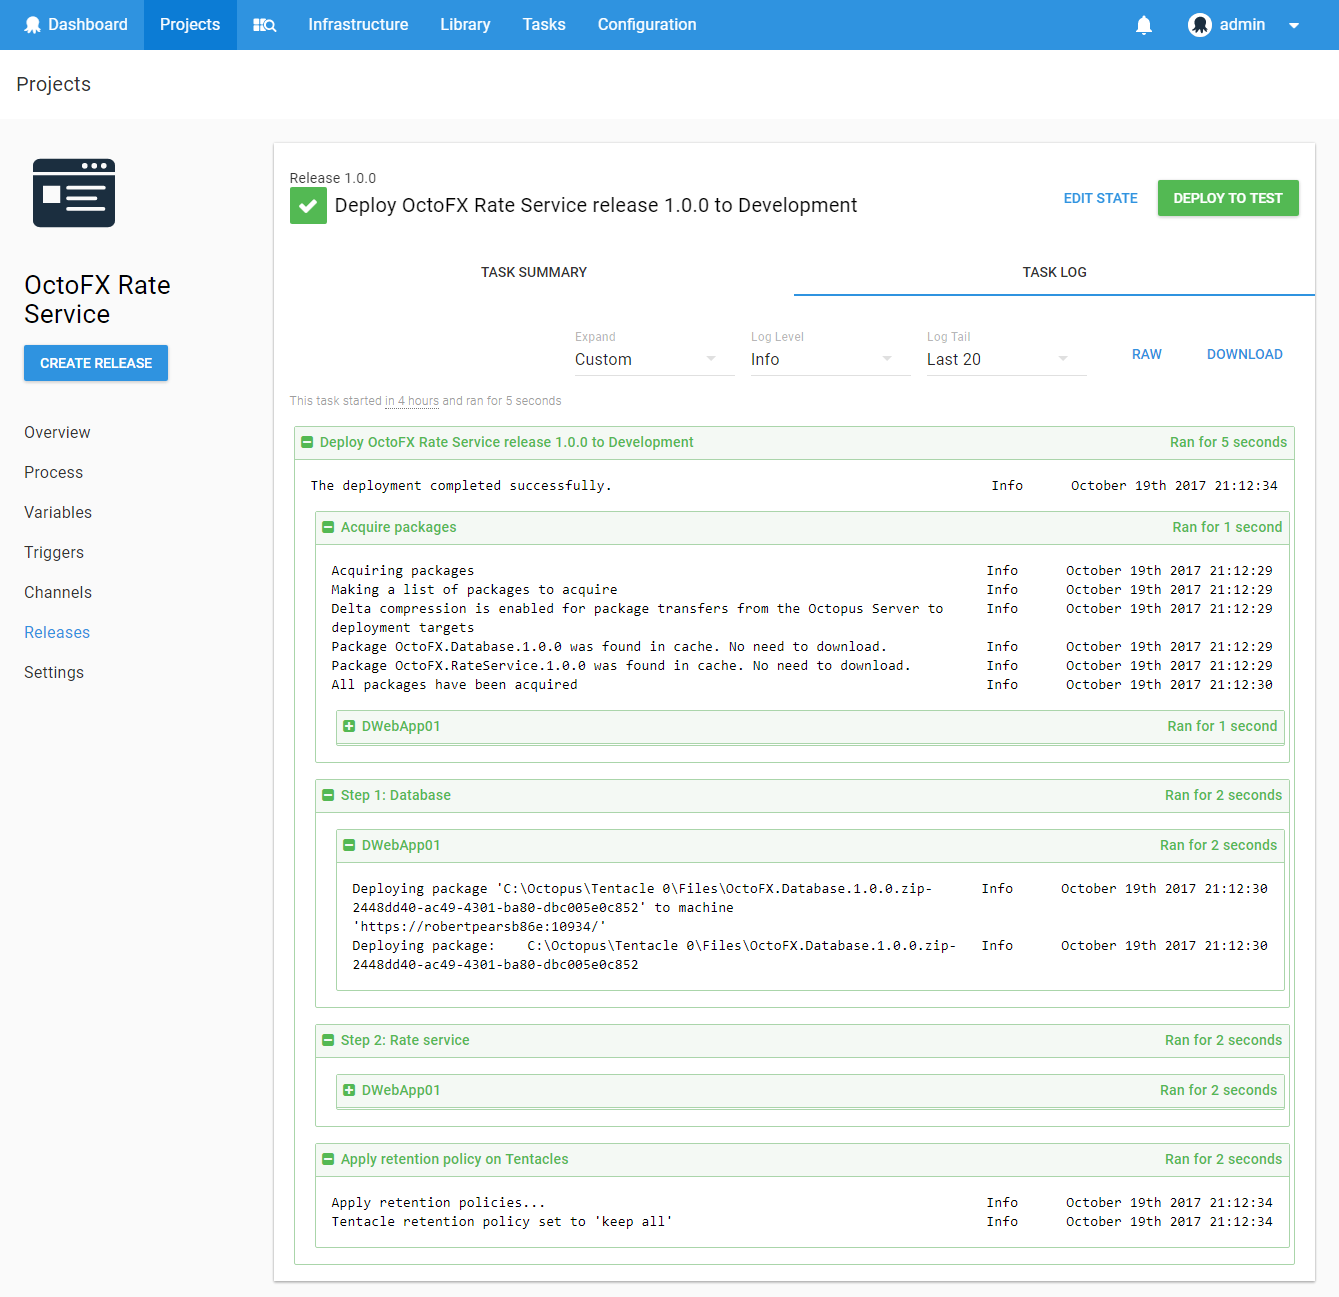 Dashboard Projects Infrastructure Library Tasks Configuration admin
Projects
OctoFX Rate
Service
CREATE RELEASE
Overview
Process
Variables
Triggers
Channels
Releases
Settings
Release 1.0.0
Deploy OctoFX Rate Service release 1.0.0 to Development
EDIT STATE DEPLOY TO TEST
TASK SUMMARY TASK LOG
Expand Log Level Log Tail
Custom Info Last 20 RAW DOWNLOAD
This task started in 4 hours and ran for 5 seconds
Deploy OctoFX Rate Service release 1.0.0 to Development Ran for 5 seconds
The deployment completed successfully. Info October 19th 2017 21:12:34
Acquire packages Ran for 1 second
Acquiring packages Info October 19th 2017 21:12:29
Making a list of packages to acquire Info October 19th 2017 21:12:29
Delta compression is enabled for package transfers from the Octopus Server to Info October 19th 2017 21:12:29
deployment targets
Package OctoFX.Database.1.0.0 was found in cache. No need to download. Info October 19th 2017 21:12:29
Package OctoFX.RateService.1.0.0 was found in cache. No need to download. Info October 19th 2017 21:12:29
All packages have been acquired Info October 19th 2017 21:12:30
DWebApp01 Ran for 1 second
Step 1: Database Ran for 2 seconds
DWebApp01 Ran for 2 seconds
Deploying package 'C:\Octopus\Tentacle 0\Files\OctoFX.Database.1.0.0.zip- Info October 19th 2017 21:12:30
2448dd40-ac49-4301-ba80-dbc005e0c852' to machine
'https://robertpearsb86e:10934/'
Deploying package: C:\Octopus\Tentacle 0\Files\OctoFX.Database.1.0.0.zip- Info October 19th 2017 21:12:30
2448dd40-ac49-4301-ba80-dbc005e0c852
Step 2: Rate service Ran for 2 seconds
DWebApp01 Ran for 2 seconds
Apply retention policy on Tentacles Ran for 2 seconds
Apply retention policies... Info October 19th 2017 21:12:34
Tentacle retention policy set to 'keep all' Info October 19th 2017 21:12:34